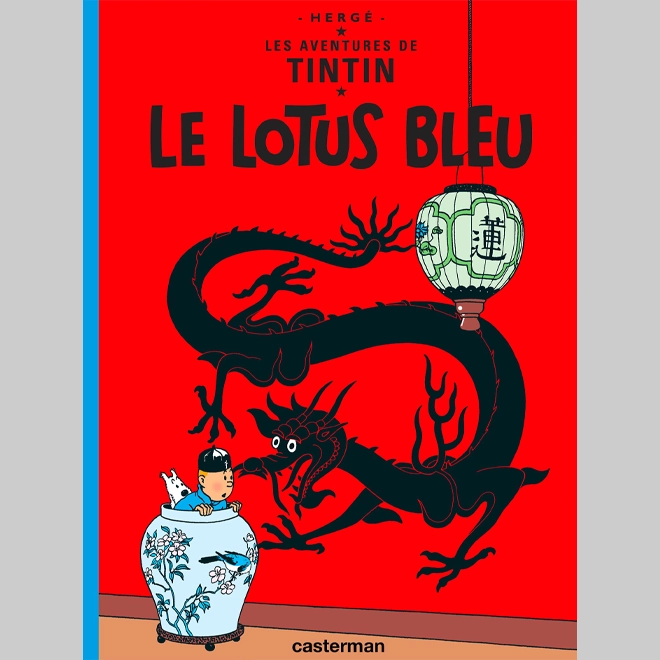 - HERGÉ -
LES AVENTURES DE
TINTIN
LE LOTUS BLEU
蓮
casterman